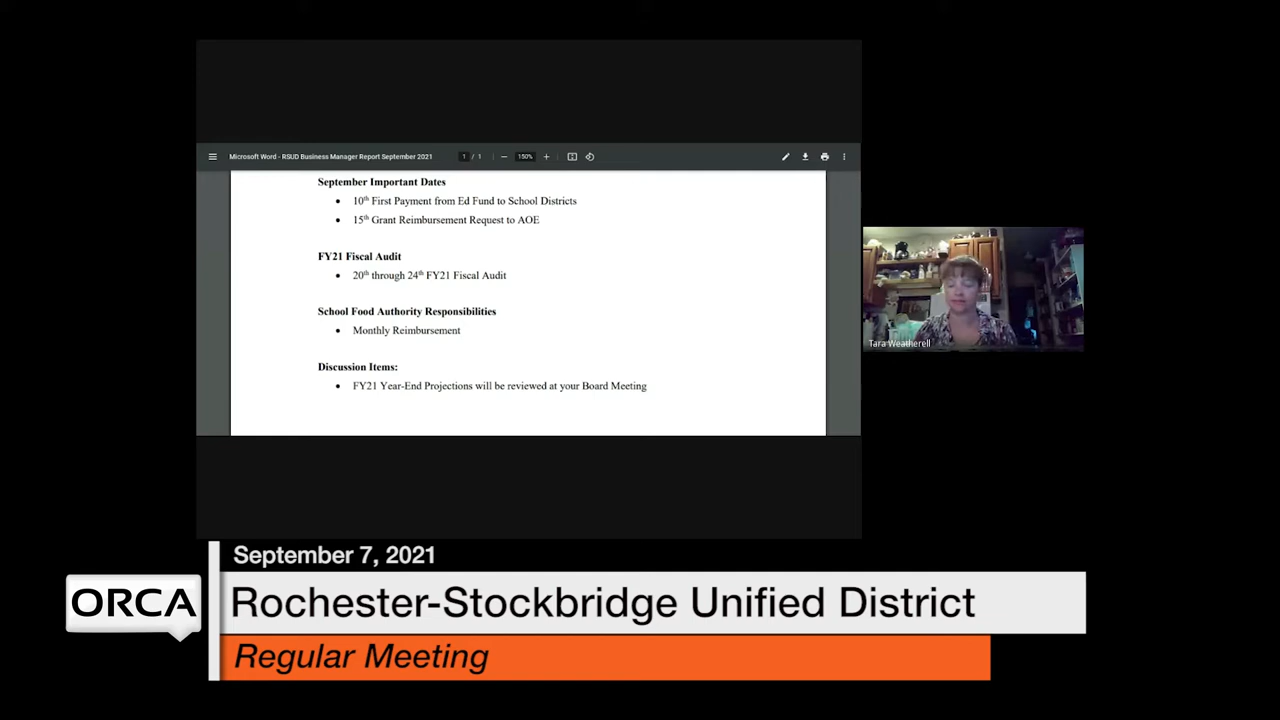 Microsoft Word - RSUD Business Manager Report September 2021 1 / 1 150%
September Important Dates
• 10th First Payment from Ed Fund to School Districts
• 15th Grant Reimbursement Request to AOE
FY21 Fiscal Audit
• 20th through 24th FY21 Fiscal Audit
School Food Authority Responsibilities
• Monthly Reimbursement
Discussion Items:
• FY21 Year-End Projections will be reviewed at your Board Meeting
Tara Weatherell
September 7, 2021
ORCA
Rochester-Stockbridge Unified District
Regular Meeting